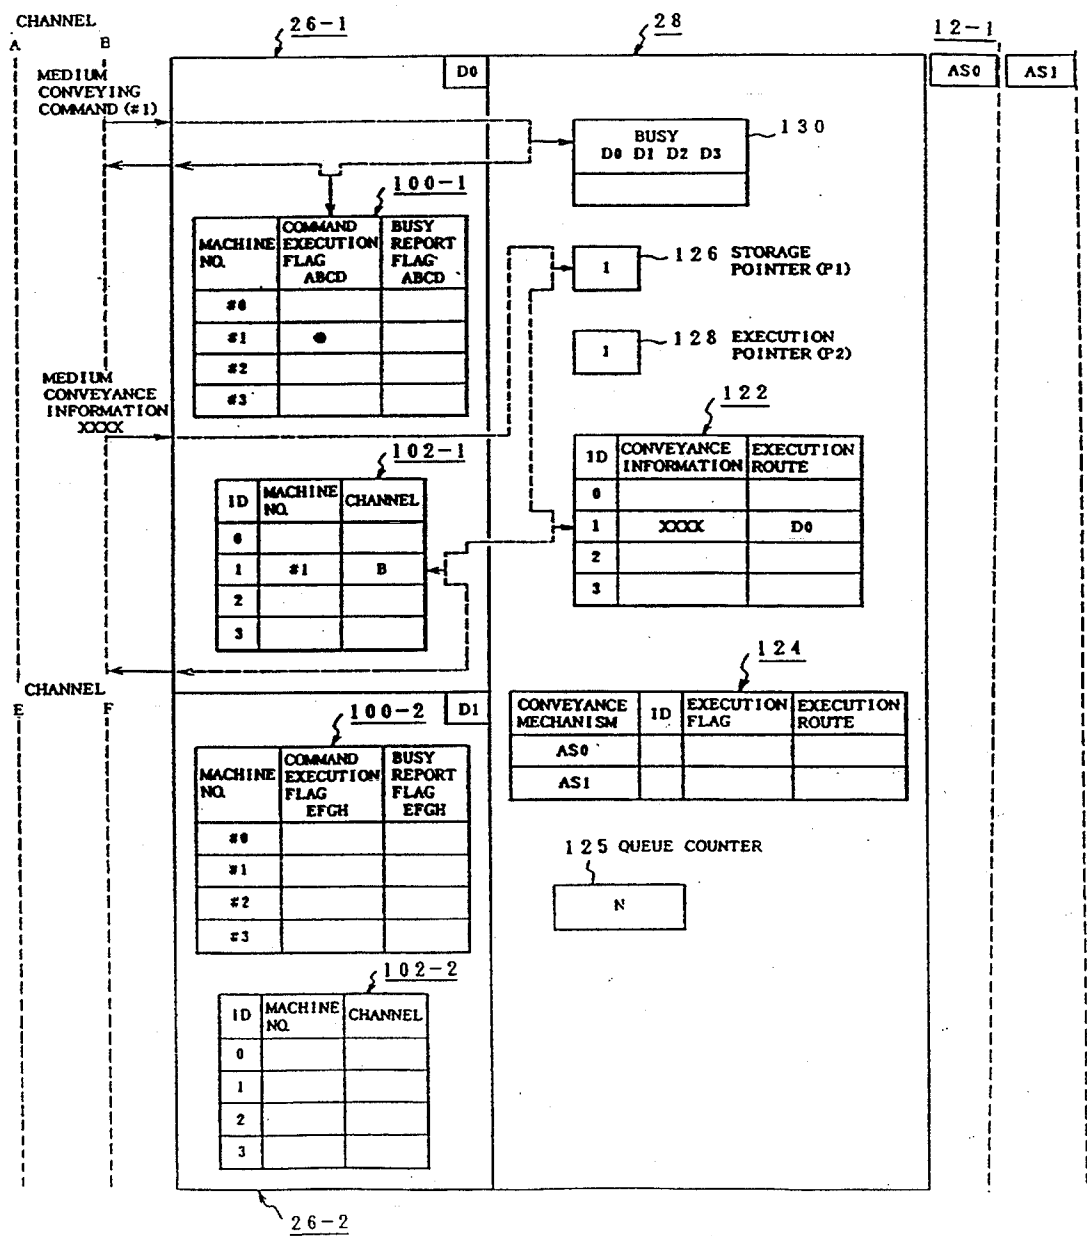 CHANNEL
A B
26-1
28
12-1
D0
AS0
AS1
MEDIUM
CONVEYING
COMMAND (#1)
BUSY
D0 D1 D2 D3
130
100-1
MACHINE NO.
COMMAND EXECUTION FLAG ABCD
BUSY REPORT FLAG ABCD
#0
#1
#2
#3
1
126 STORAGE
POINTER (P1)
1
128 EXECUTION
POINTER (P2)
MEDIUM
CONVEYANCE
INFORMATION
XXXX
122
ID CONVEYANCE INFORMATION EXECUTION ROUTE
0
1 XXXX D0
2
3
102-1
ID MACHINE NO. CHANNEL
0
1 #1 B
2
3
124
CONVEYANCE MECHANISM ID EXECUTION FLAG EXECUTION ROUTE
AS0
AS1
CHANNEL
E F
D1
100-2
MACHINE NO.
COMMAND EXECUTION FLAG EFGH
BUSY REPORT FLAG EFGH
#0
#1
#2
#3
125 QUEUE COUNTER
N
102-2
ID MACHINE NO. CHANNEL
0
1
2
3
26-2